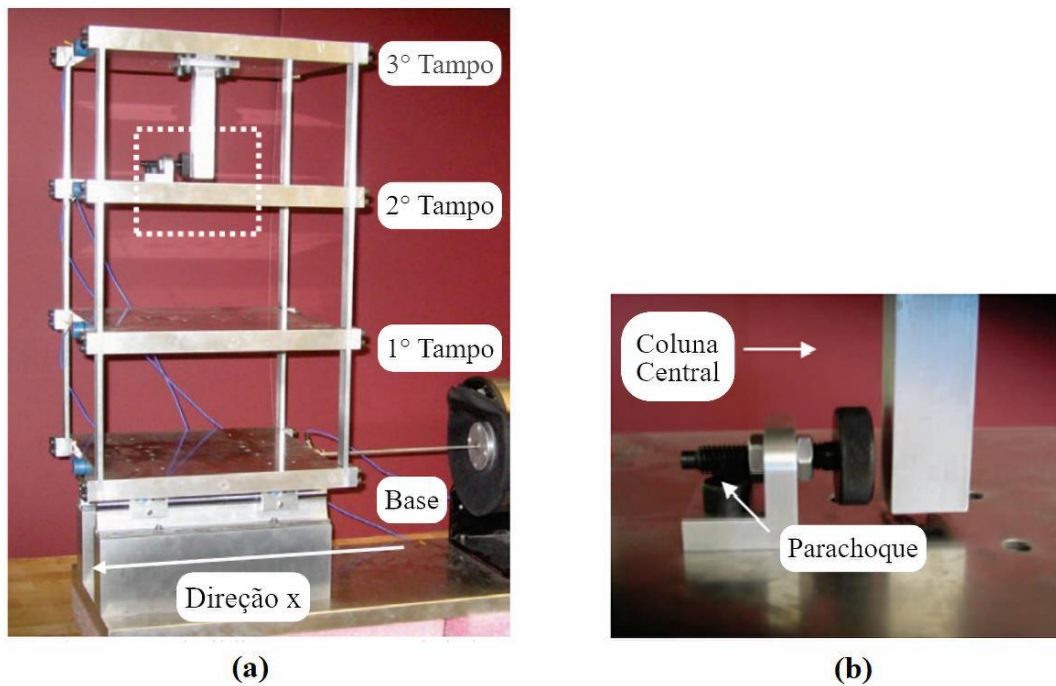 3° Tampo
2° Tampo
1° Tampo
Base
Direção x
(a)
Coluna
Central
Parachoque
(b)